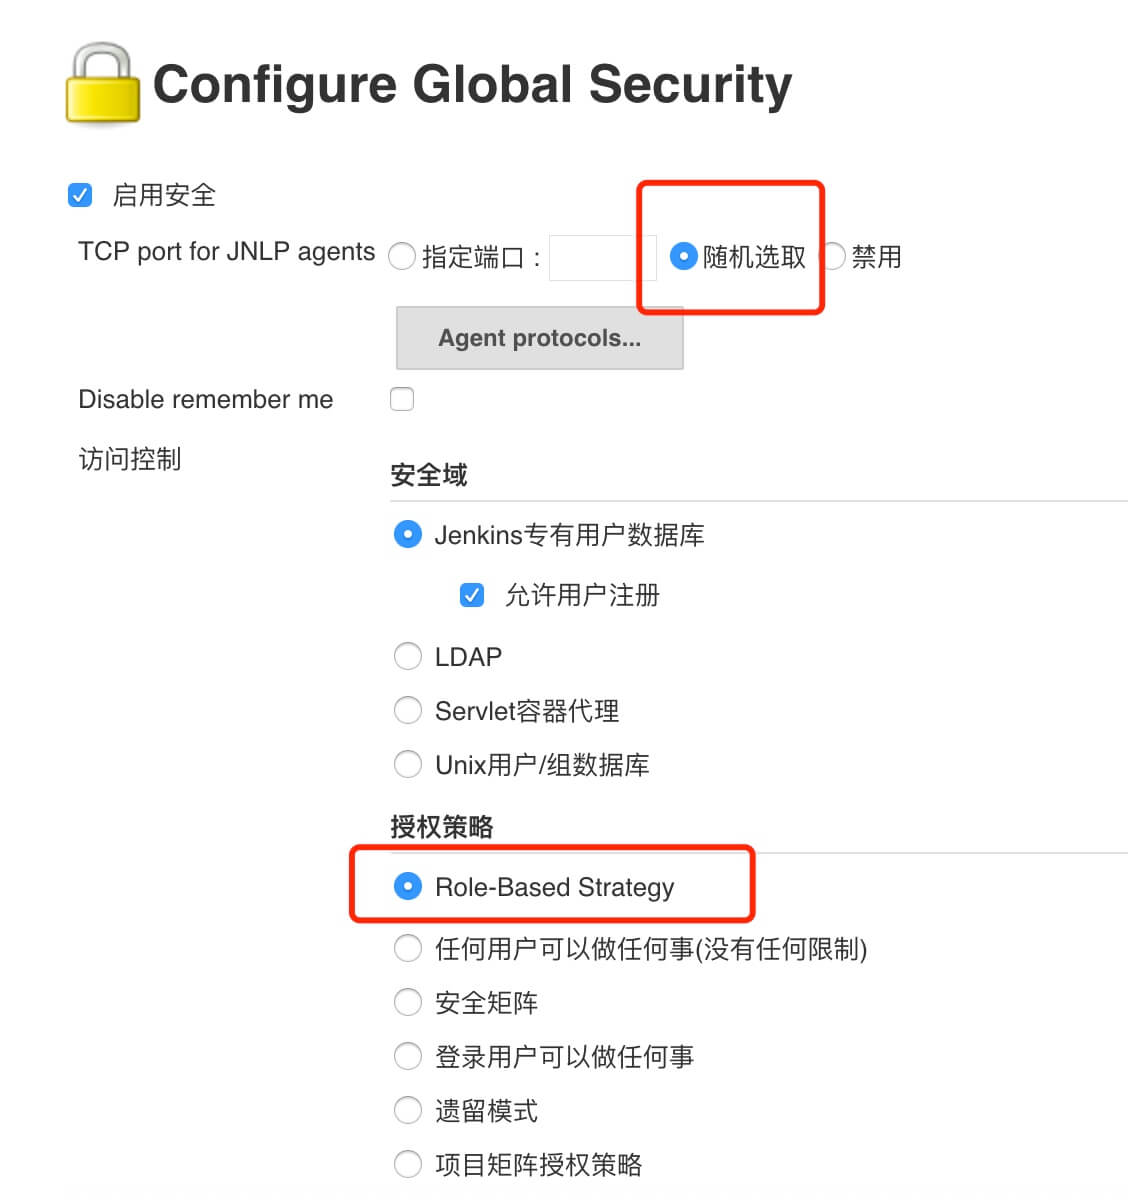 Configure Global Security
启用安全
TCP port for JNLP agents 指定端口 : 随机选取 禁用
Agent protocols...
Disable remember me
访问控制
安全域
Jenkins专有用户数据库
允许用户注册
LDAP
Servlet容器代理
Unix用户/组数据库
授权策略
Role-Based Strategy
任何用户可以做任何事(没有任何限制)
安全矩阵
登录用户可以做任何事
遗留模式
项目矩阵授权策略